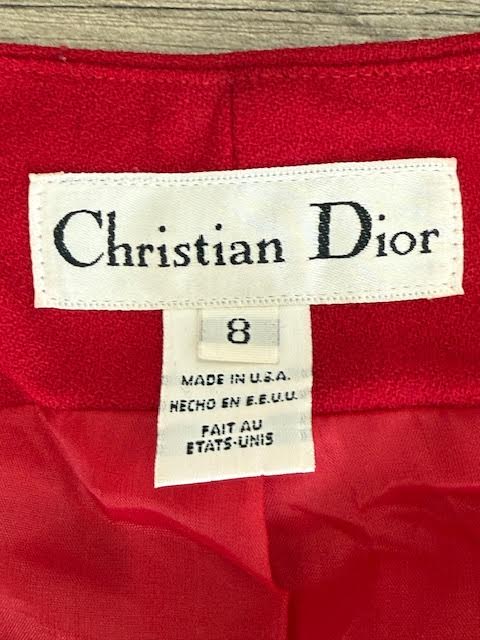 Christian Dior
8
MADE IN U.S.A.
HECHO EN E.E.U.U.
FAIT AU
ETATS-UNIS